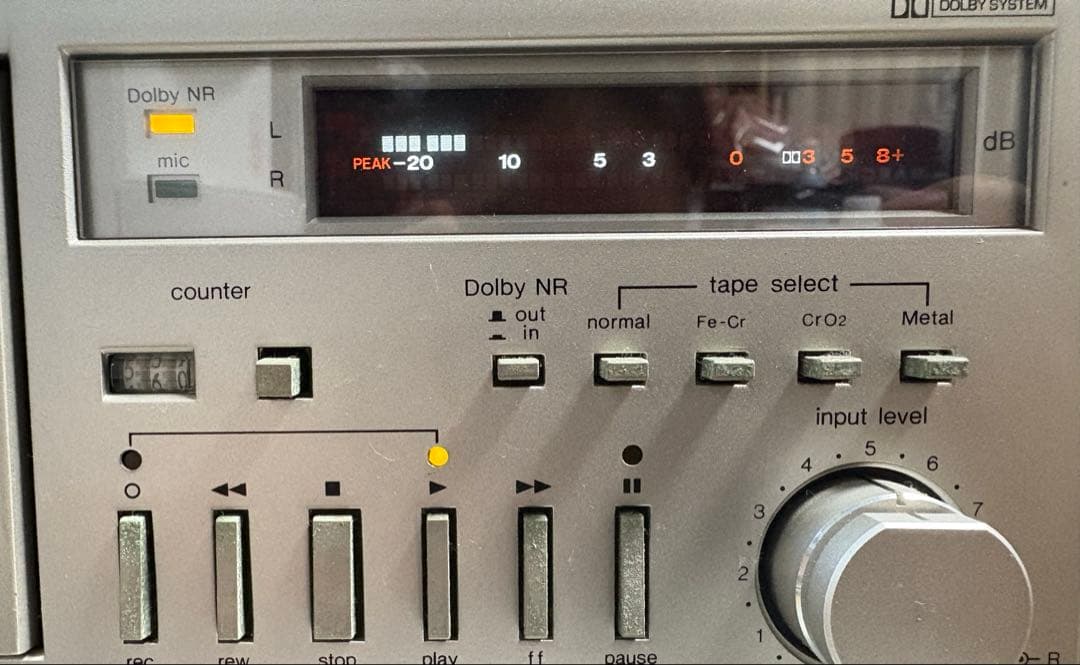 DOLBY SYSTEM
Dolby NR
mic
L
R
PEAK -20 10 5 3 0 3 5 8+
dB
counter
Dolby NR
out
in
tape select
normal Fe-Cr CrO2 Metal
input level
1 2 3 4 5 6 7
R
rec rew stop play ff pause